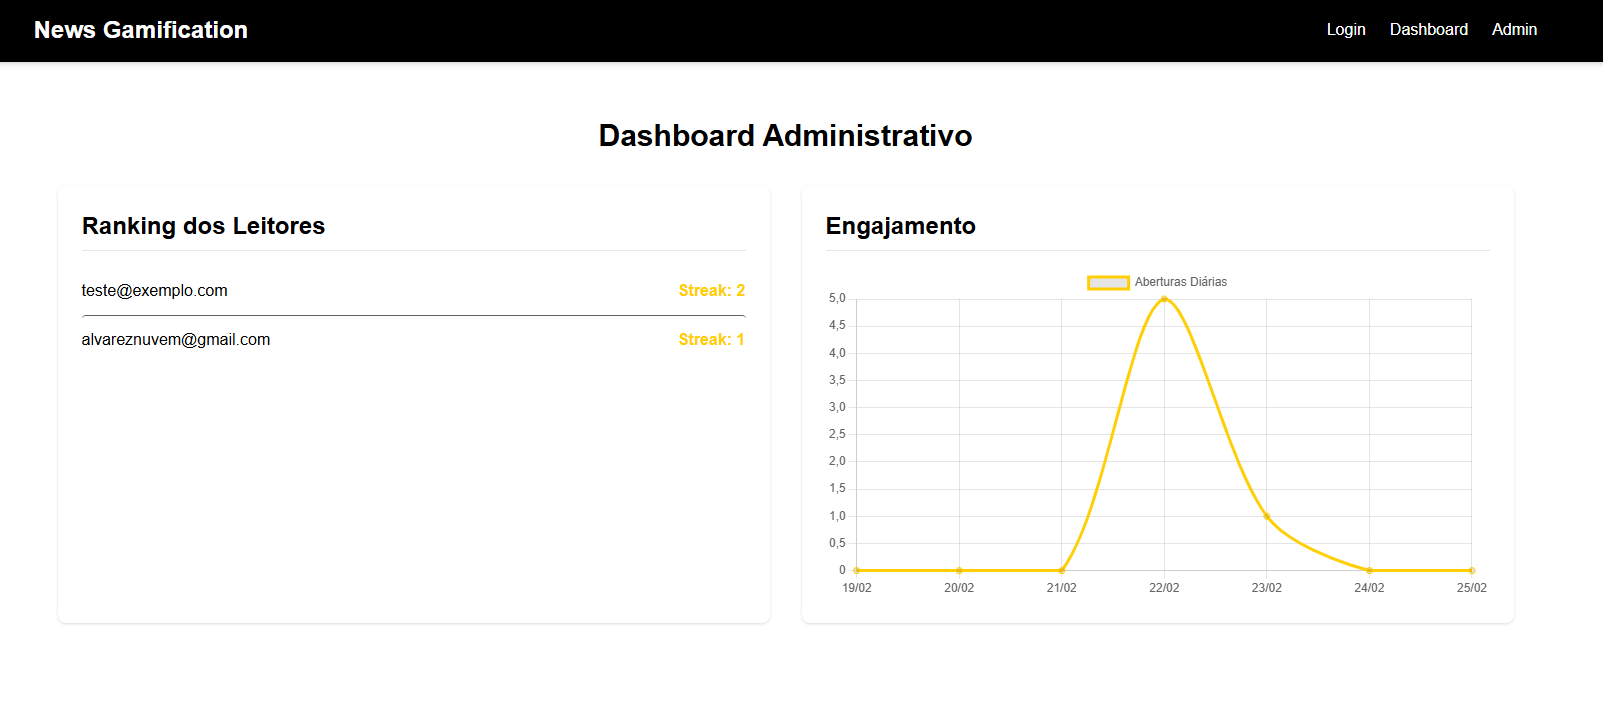 News Gamification
Login Dashboard Admin
Dashboard Administrativo
Ranking dos Leitores
teste@exemplo.com Streak: 2
alvareznuvem@gmail.com Streak: 1
Engajamento
Aberturas Diárias
5,0
4,5
4,0
3,5
3,0
2,5
2,0
1,5
1,0
0,5
0
19/02 20/02 21/02 22/02 23/02 24/02 25/02